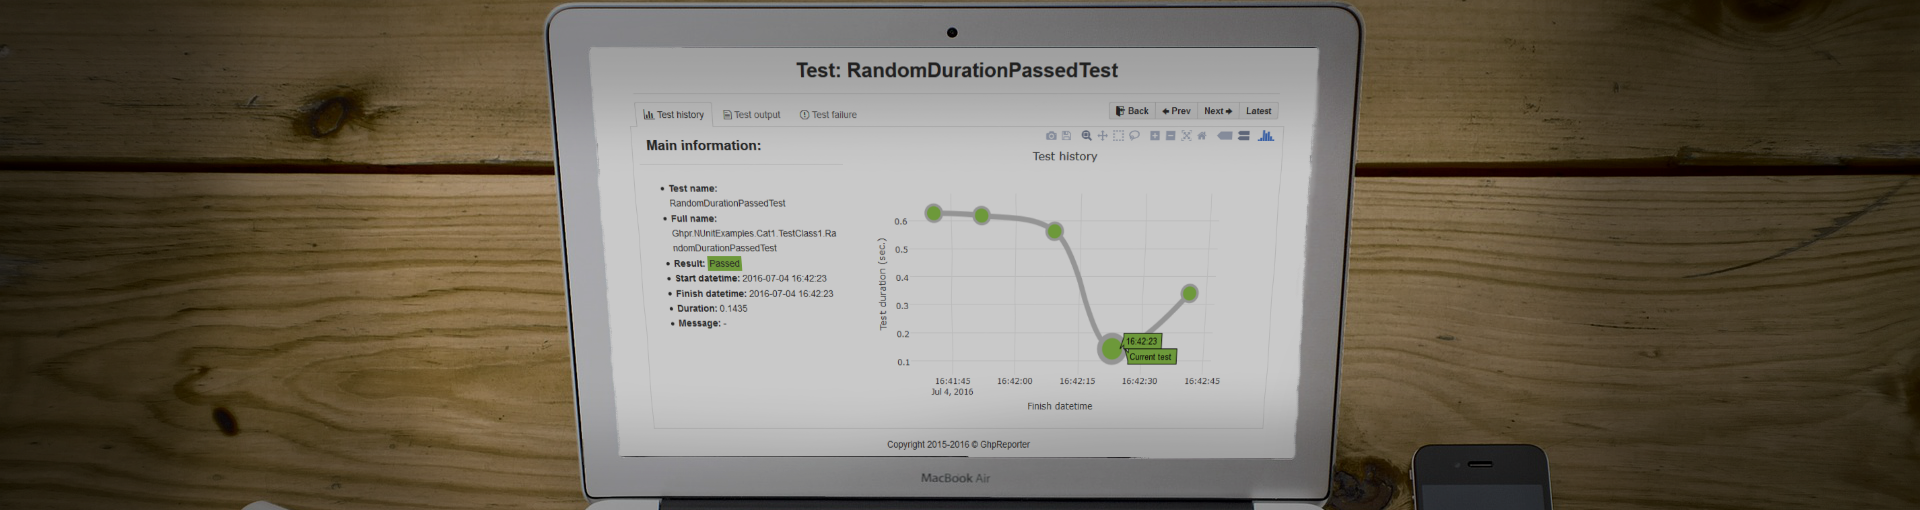 Test: RandomDurationPassedTest
Test history
Test output
Test failure
Back
Prev
Next
Latest
Main information:
Test name:
RandomDurationPassedTest
Full name:
Ghpr.NUnitExamples.Cat1.TestClass1.Ra
ndomDurationPassedTest
Result: Passed
Start datetime: 2016-07-04 16:42:23
Finish datetime: 2016-07-04 16:42:23
Duration: 0.1435
Message: -
Test history
Test duration (sec.)
0.6
0.5
0.4
0.3
0.2
0.1
16:42:23
Current test
16:41:45 16:42:00 16:42:15 16:42:30 16:42:45
Jul 4, 2016
Finish datetime
Copyright 2015-2016 © GhpReporter
MacBook Air